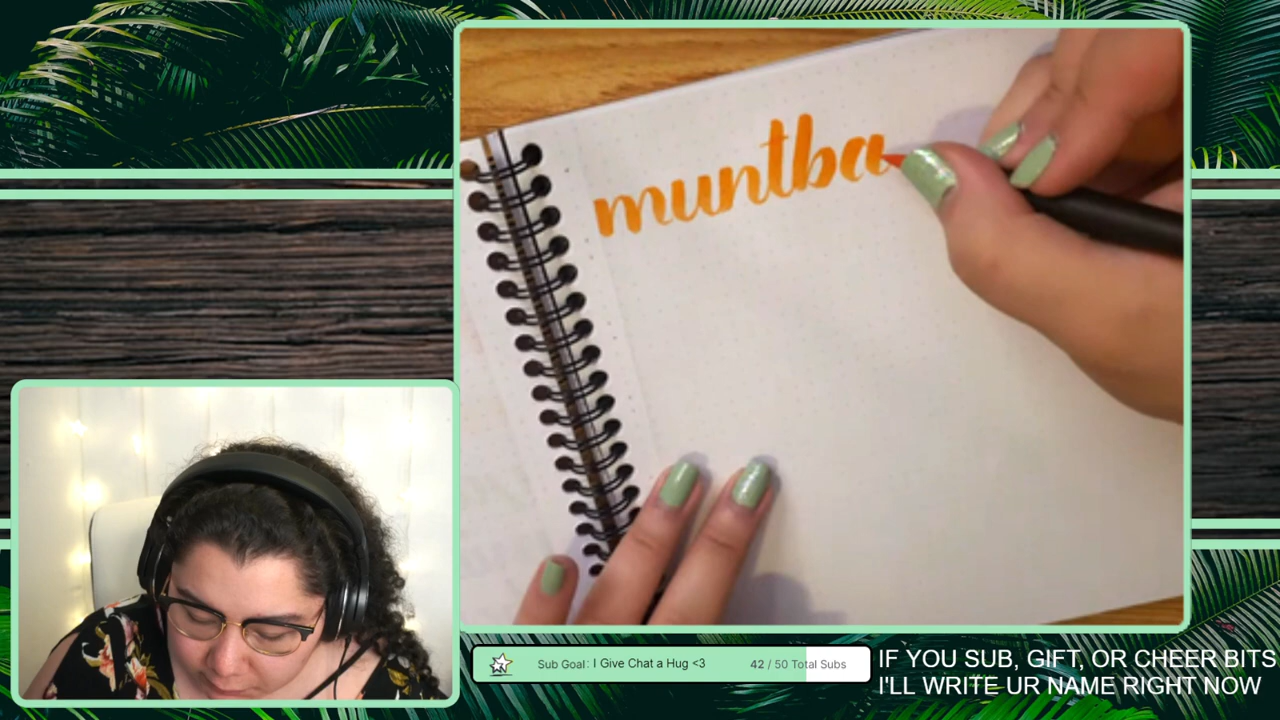 muntba
Sub Goal: I Give Chat a Hug <3 42 / 50 Total Subs
IF YOU SUB, GIFT, OR CHEER BITS
I'LL WRITE UR NAME RIGHT NOW